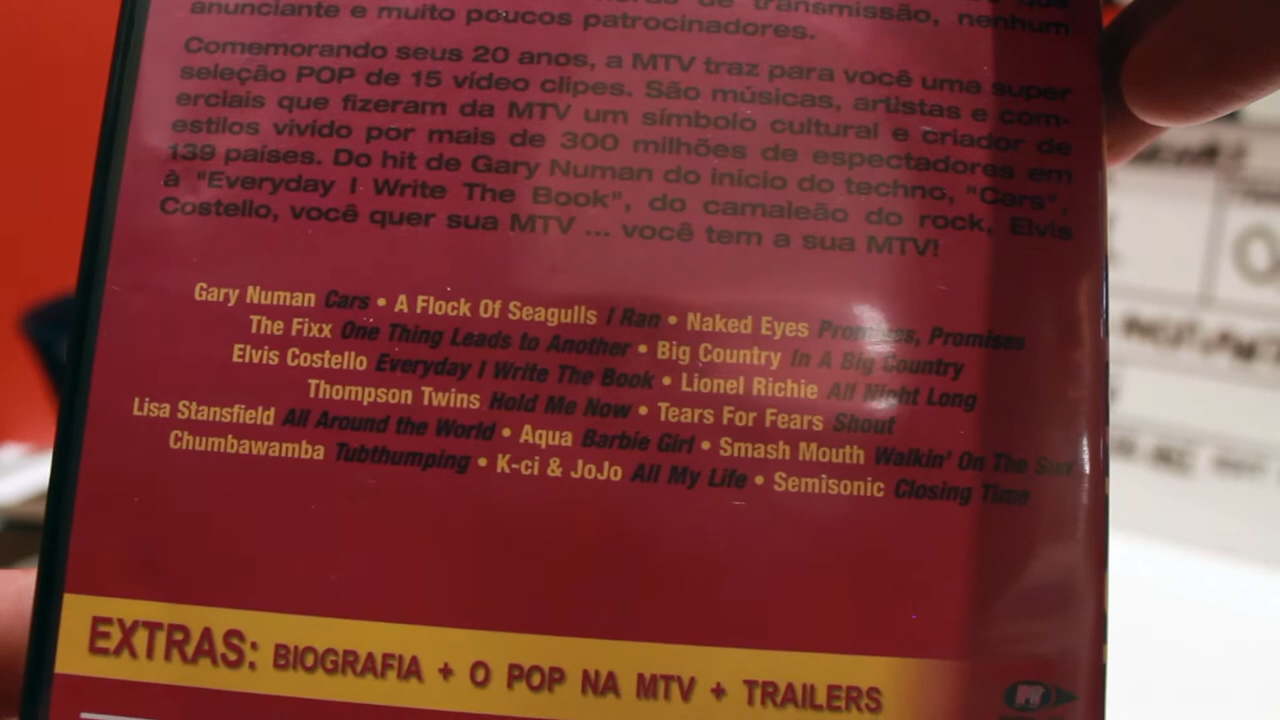 de transmissão, nenhum
anunciante e muito poucos patrocinadores.
Comemorando seus 20 anos, a MTV traz para você uma super
seleção POP de 15 vídeo clipes. São músicas, artistas e com-
erciais que fizeram da MTV um símbolo cultural e criador de
estilos vivido por mais de 300 milhões de espectadores em
139 países. Do hit de Gary Numan do início do techno, "Cars",
à "Everyday I Write The Book", do camaleão do rock, Elvis
Costello, você quer sua MTV ... você tem a sua MTV!
Gary Numan Cars • A Flock Of Seagulls I Ran • Naked Eyes Promises, Promises
The Fixx One Thing Leads to Another • Big Country In A Big Country
Elvis Costello Everyday I Write The Book • Lionel Richie All Night Long
Thompson Twins Hold Me Now • Tears For Fears Shout
Lisa Stansfield All Around the World • Aqua Barbie Girl • Smash Mouth Walkin' On The Sun
Chumbawamba Tubthumping • K-ci & JoJo All My Life • Semisonic Closing Time
EXTRAS: BIOGRAFIA + O POP NA MTV + TRAILERS